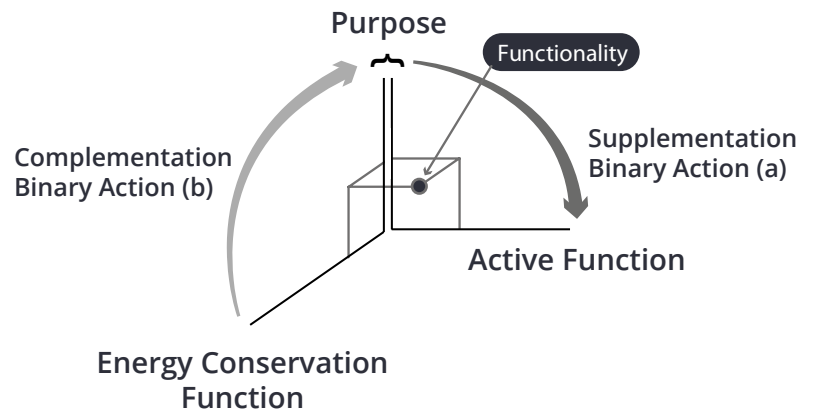 Purpose
Functionality
Supplementation
Binary Action (a)
Complementation
Binary Action (b)
Active Function
Energy Conservation
Function